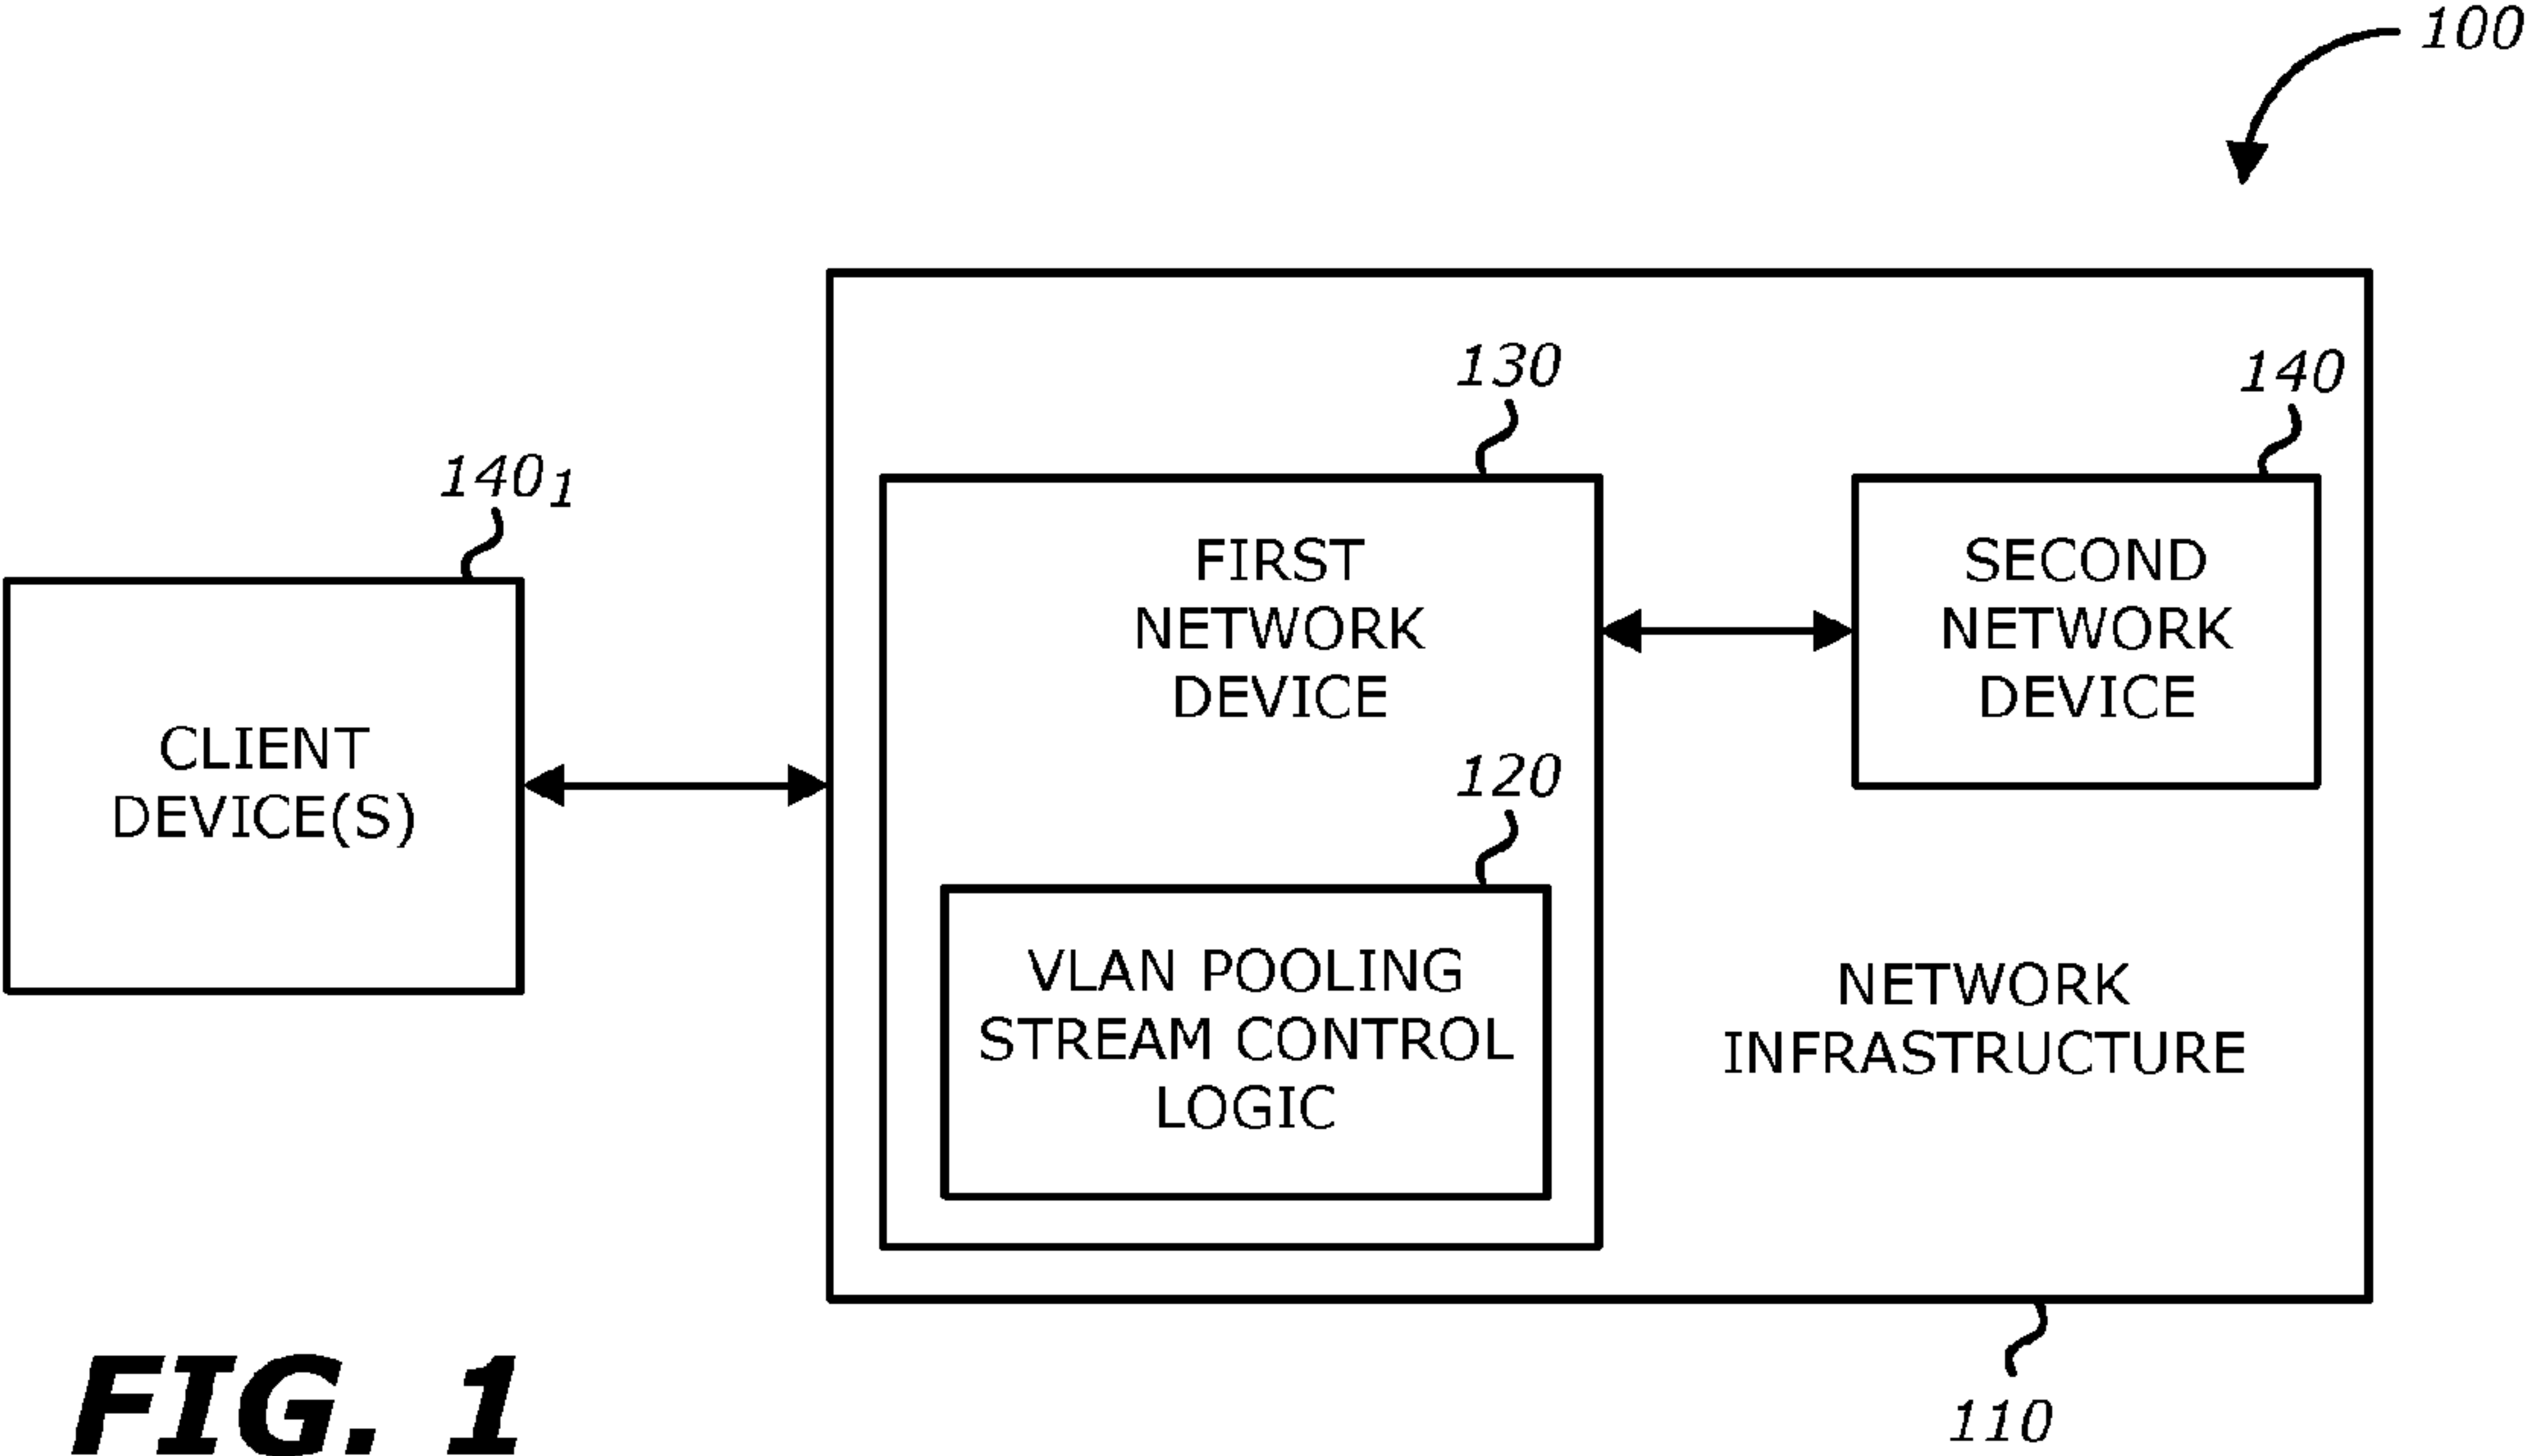 100
130
140
140₁
FIRST
NETWORK
DEVICE
SECOND
NETWORK
DEVICE
CLIENT
DEVICE(S)
120
VLAN POOLING
STREAM CONTROL
LOGIC
NETWORK
INFRASTRUCTURE
110
FIG. 1